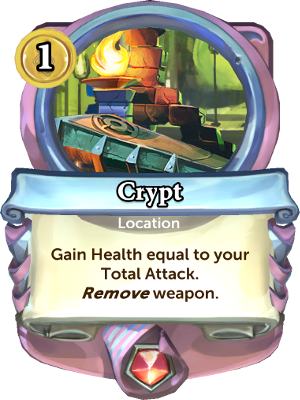 1
Crypt
Location
Gain Health equal to your
Total Attack.
Remove weapon.